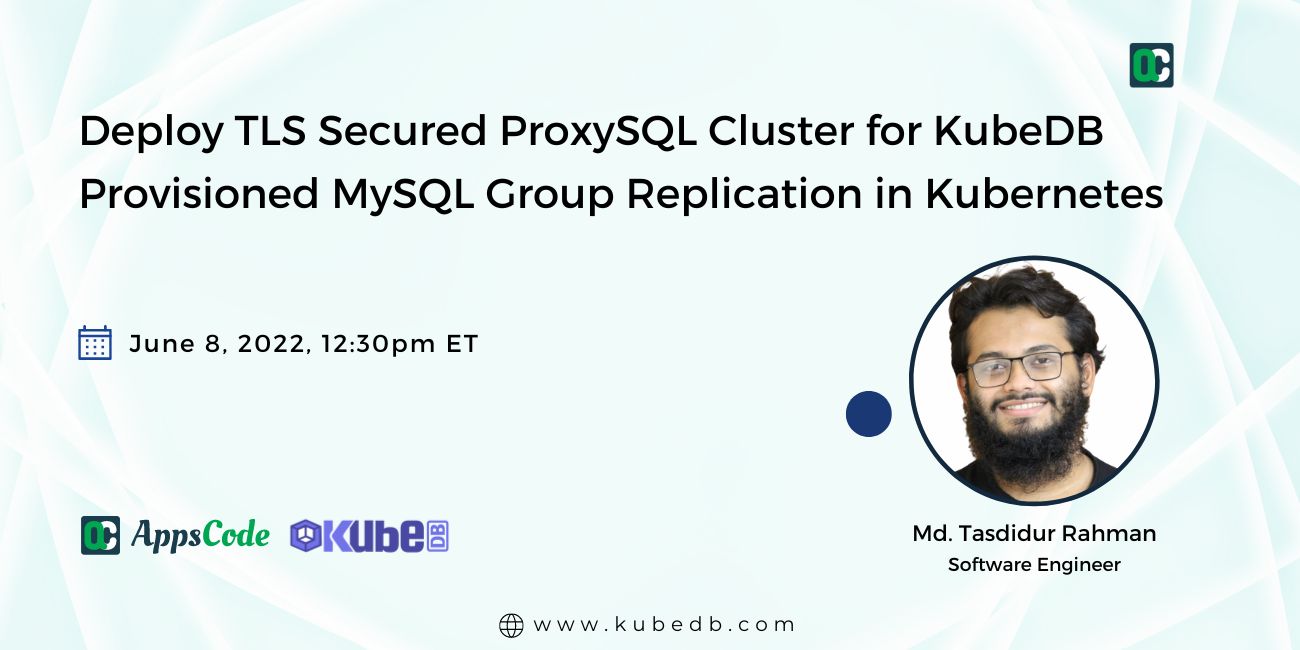 Deploy TLS Secured ProxySQL Cluster for KubeDB
Provisioned MySQL Group Replication in Kubernetes
June 8, 2022, 12:30pm ET
AppsCode
KUbe DB
Md. Tasdidur Rahman
Software Engineer
www.kubedb.com